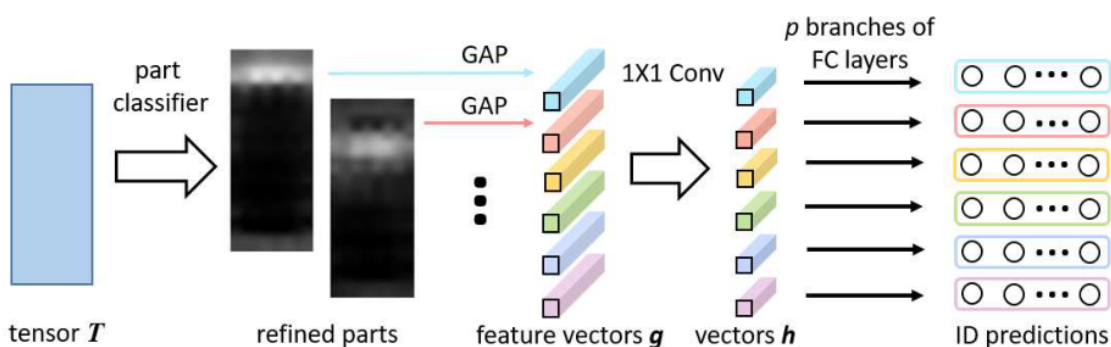 part
classifier
GAP
GAP
1X1 Conv
p branches of
FC layers
tensor T
refined parts
feature vectors g
vectors h
ID predictions